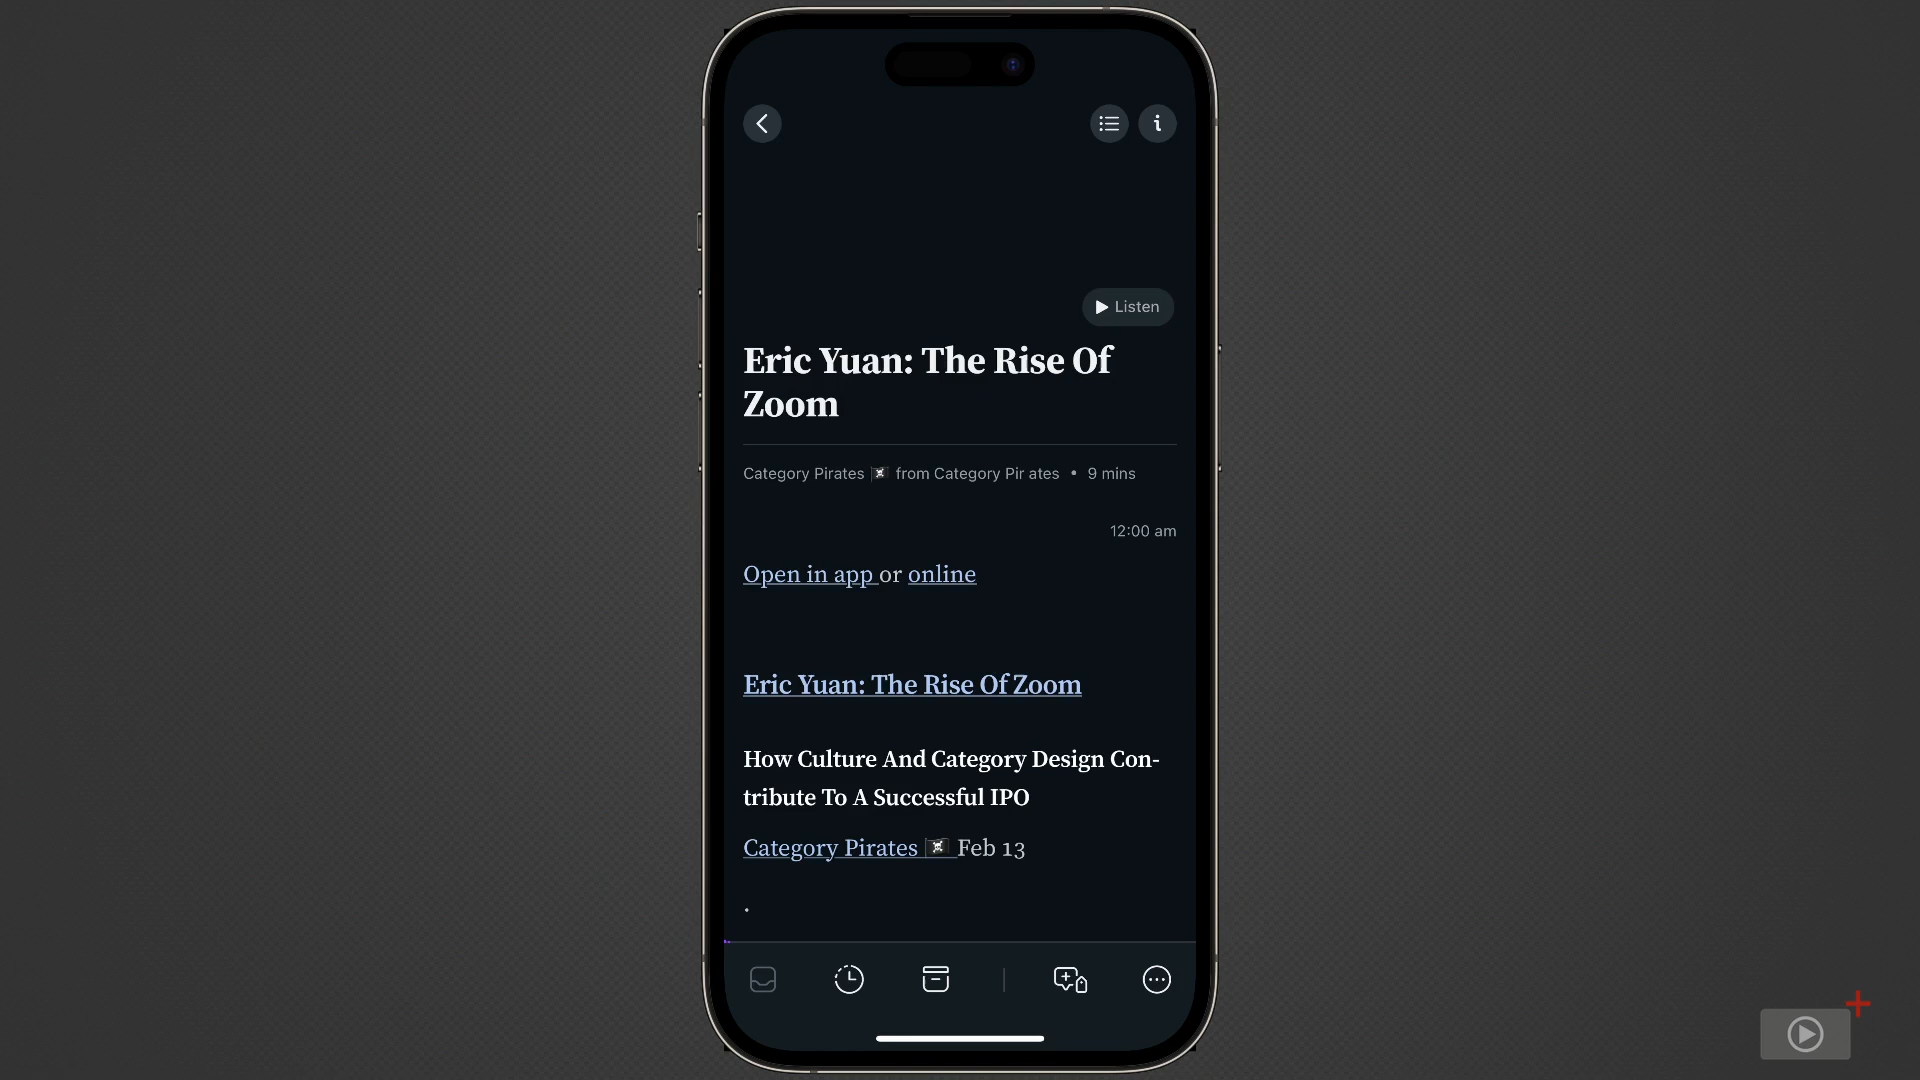 Listen
Eric Yuan: The Rise Of
Zoom
Category Pirates 🏴‍☠️ from Category Pir ates • 9 mins
12:00 am
Open in app or online
Eric Yuan: The Rise Of Zoom
How Culture And Category Design Con-
tribute To A Successful IPO
Category Pirates 🏴‍☠️ Feb 13
.